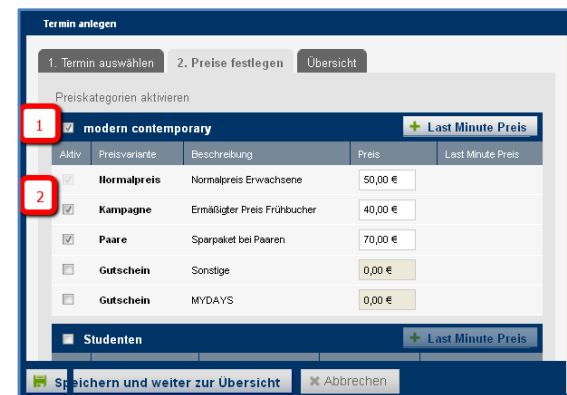 Termin anlegen
1. Termin auswählen 2. Preise festlegen Übersicht
Preiskategorien aktivieren
1 modern contemporary + Last Minute Preis
Aktiv Preisvariante Beschreibung Preis Last Minute Preis
Normalpreis Normalpreis Erwachsene 50,00 €
2
Kampagne Ermäßigter Preis Frühbucher 40,00 €
Paare Sparpaket bei Paaren 70,00 €
Gutschein Sonstige 0,00 €
Gutschein MYDAYS 0,00 €
Studenten + Last Minute Preis
Speichern und weiter zur Übersicht Abbrechen